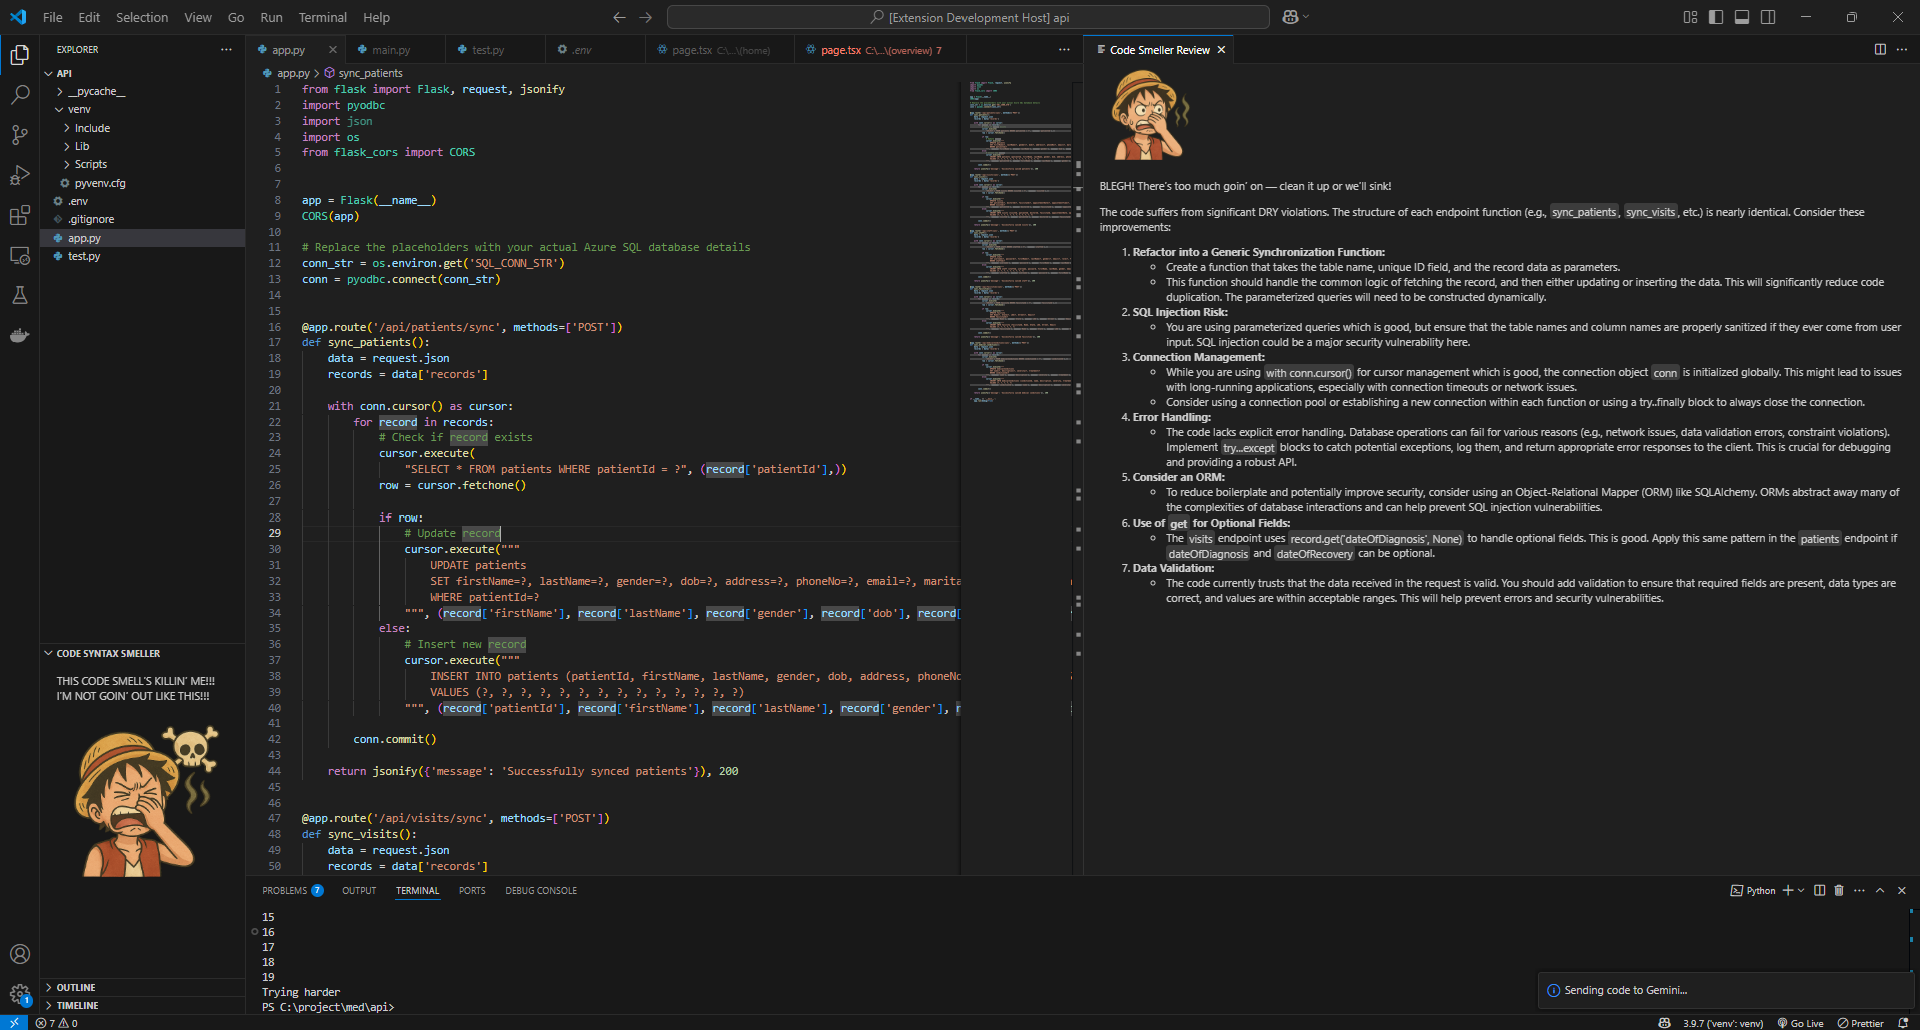 File Edit Selection View Go Run Terminal Help
[Extension Development Host] api
EXPLORER
API
__pycache__
venv
Include
Lib
Scripts
pyvenv.cfg
.env
.gitignore
app.py
test.py
CODE SYNTAX SMELLER
THIS CODE SMELL'S KILLIN' ME!!!
I'M NOT GOIN' OUT LIKE THIS!!!
OUTLINE
TIMELINE
app.py main.py test.py .env page.tsx C:\...\(home) page.tsx C:\...\(overview) 7
app.py > sync_patients
1 from flask import Flask, request, jsonify
2 import pyodbc
3 import json
4 import os
5 from flask_cors import CORS
6
7
8 app = Flask(__name__)
9 CORS(app)
10
11 # Replace the placeholders with your actual Azure SQL database details
12 conn_str = os.environ.get('SQL_CONN_STR')
13 conn = pyodbc.connect(conn_str)
14
15
16 @app.route('/api/patients/sync', methods=['POST'])
17 def sync_patients():
18 data = request.json
19 records = data['records']
20
21 with conn.cursor() as cursor:
22 for record in records:
23 # Check if record exists
24 cursor.execute(
25 "SELECT * FROM patients WHERE patientId = ?", (record['patientId'],))
26 row = cursor.fetchone()
27
28 if row:
29 # Update record
30 cursor.execute("""
31 UPDATE patients
32 SET firstName=?, lastName=?, gender=?, dob=?, address=?, phoneNo=?, email=?, marita
33 WHERE patientId=?
34 """, (record['firstName'], record['lastName'], record['gender'], record['dob'], record[
35 else:
36 # Insert new record
37 cursor.execute("""
38 INSERT INTO patients (patientId, firstName, lastName, gender, dob, address, phoneNo
39 VALUES (?, ?, ?, ?, ?, ?, ?, ?, ?, ?, ?, ?, ?)
40 """, (record['patientId'], record['firstName'], record['lastName'], record['gender'], r
41
42 conn.commit()
43
44 return jsonify({'message': 'Successfully synced patients'}), 200
45
46
47 @app.route('/api/visits/sync', methods=['POST'])
48 def sync_visits():
49 data = request.json
50 records = data['records']
Code Smeller Review
BLEGH! There's too much goin' on — clean it up or we'll sink!
The code suffers from significant DRY violations. The structure of each endpoint function (e.g., sync_patients, sync_visits, etc.) is nearly identical. Consider these
improvements:
1. Refactor into a Generic Synchronization Function:
Create a function that takes the table name, unique ID field, and the record data as parameters.
This function should handle the common logic of fetching the record, and then either updating or inserting the data. This will significantly reduce code
duplication. The parameterized queries will need to be constructed dynamically.
2. SQL Injection Risk:
You are using parameterized queries which is good, but ensure that the table names and column names are properly sanitized if they ever come from user
input. SQL injection could be a major security vulnerability here.
3. Connection Management:
While you are using with conn.cursor() for cursor management which is good, the connection object conn is initialized globally. This might lead to issues
with long-running applications, especially with connection timeouts or network issues.
Consider using a connection pool or establishing a new connection within each function or using a try..finally block to always close the connection.
4. Error Handling:
The code lacks explicit error handling. Database operations can fail for various reasons (e.g., network issues, data validation errors, constraint violations).
Implement try...except blocks to catch potential exceptions, log them, and return appropriate error responses to the client. This is crucial for debugging
and providing a robust API.
5. Consider an ORM:
To reduce boilerplate and potentially improve security, consider using an Object-Relational Mapper (ORM) like SQLAlchemy. ORMs abstract away many of
the complexities of database interactions and can help prevent SQL injection vulnerabilities.
6. Use of get for Optional Fields:
The visits endpoint uses record.get('dateOfDiagnosis', None) to handle optional fields. This is good. Apply this same pattern in the patients endpoint if
dateOfDiagnosis and dateOfRecovery can be optional.
7. Data Validation:
The code currently trusts that the data received in the request is valid. You should add validation to ensure that required fields are present, data types are
correct, and values are within acceptable ranges. This will help prevent errors and security vulnerabilities.
PROBLEMS 7 OUTPUT TERMINAL PORTS DEBUG CONSOLE
Python
15
16
17
18
19
Trying harder
PS C:\project\med\api>
Sending code to Gemini...
1
7 0
3.9.7 ('venv': venv) Go Live Prettier